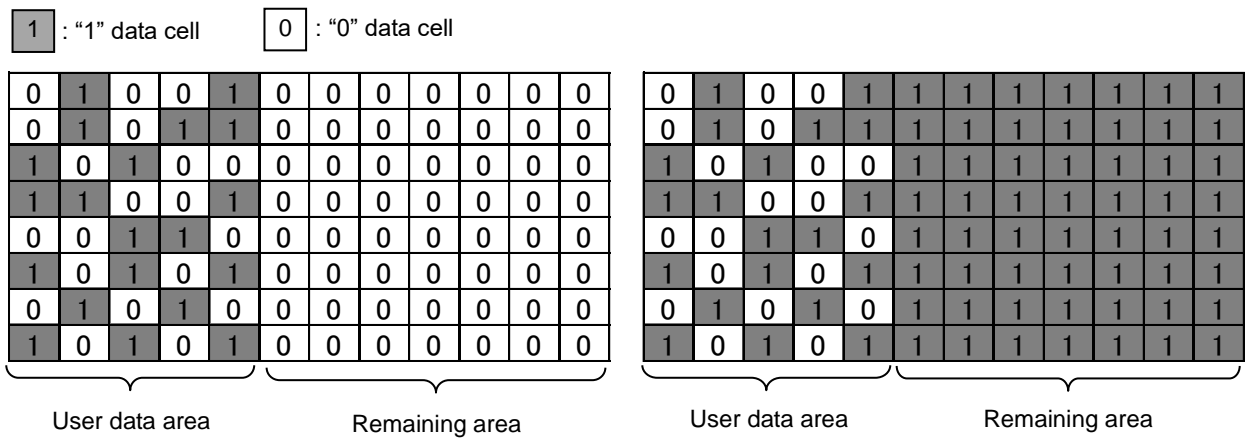 1 : “1” data cell 0 : “0” data cell
0 1 0 0 1 0 0 0 0 0 0 0 0 1 0 0 1 1 1 1 1 1 1 1
0 1 0 1 1 0 0 0 0 0 0 0 0 1 0 1 1 1 1 1 1 1 1 1
1 0 1 0 0 0 0 0 0 0 0 0 1 0 1 0 0 1 1 1 1 1 1 1
1 1 0 0 1 0 0 0 0 0 0 0 1 1 0 0 1 1 1 1 1 1 1 1
0 0 1 1 0 0 0 0 0 0 0 0 0 0 1 1 0 1 1 1 1 1 1 1
1 0 1 0 1 0 0 0 0 0 0 0 1 0 1 0 1 1 1 1 1 1 1 1
0 1 0 1 0 0 0 0 0 0 0 0 0 1 0 1 0 1 1 1 1 1 1 1
1 0 1 0 1 0 0 0 0 0 0 0 1 0 1 0 1 1 1 1 1 1 1 1
User data area Remaining area User data area Remaining area